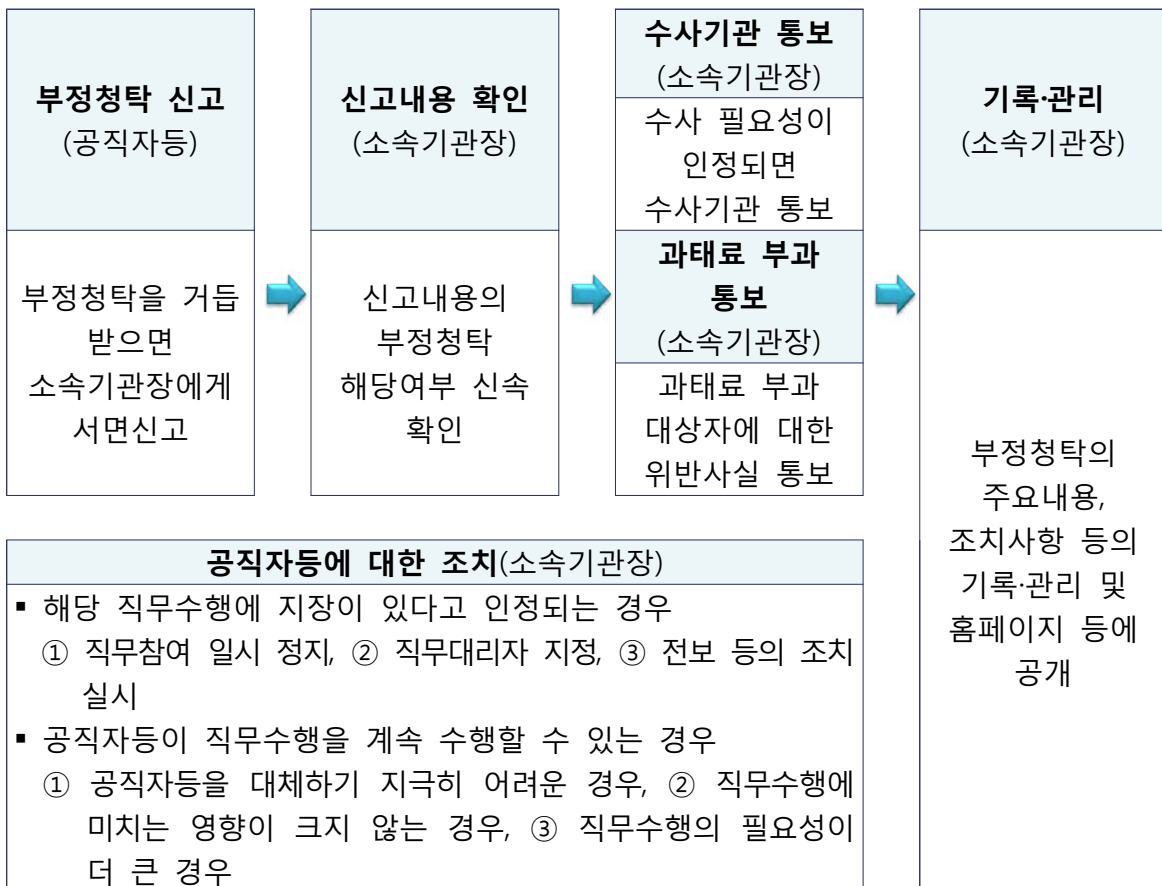 부정청탁 신고
(공직자등)
부정청탁을 거듭
받으면
소속기관장에게
서면신고
신고내용 확인
(소속기관장)
신고내용의
부정청탁
해당여부 신속
확인
수사기관 통보
(소속기관장)
수사 필요성이
인정되면
수사기관 통보
과태료 부과
통보
(소속기관장)
과태료 부과
대상자에 대한
위반사실 통보
기록·관리
(소속기관장)
부정청탁의
주요내용,
조치사항 등의
기록·관리 및
홈페이지 등에
공개
공직자등에 대한 조치(소속기관장)
▪ 해당 직무수행에 지장이 있다고 인정되는 경우
① 직무참여 일시 정지, ② 직무대리자 지정, ③ 전보 등의 조치
실시
▪ 공직자등이 직무수행을 계속 수행할 수 있는 경우
① 공직자등을 대체하기 지극히 어려운 경우, ② 직무수행에
미치는 영향이 크지 않는 경우, ③ 직무수행의 필요성이
더 큰 경우